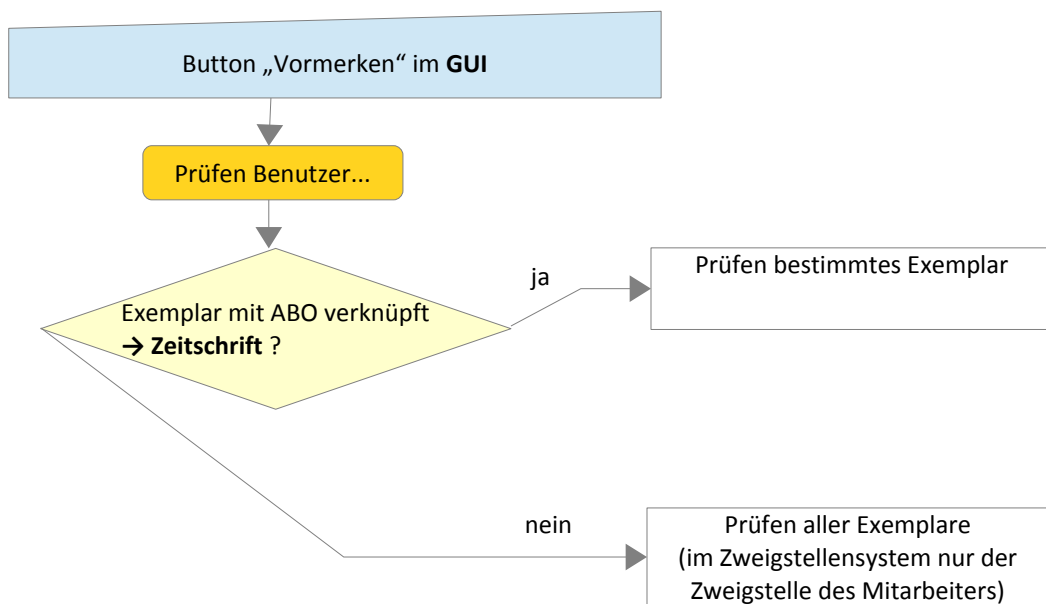 Button „Vormerken“ im GUI
Prüfen Benutzer...
Exemplar mit ABO verknüpft
→ Zeitschrift ?
ja
Prüfen bestimmtes Exemplar
nein
Prüfen aller Exemplare
(im Zweigstellensystem nur der
Zweigstelle des Mitarbeiters)